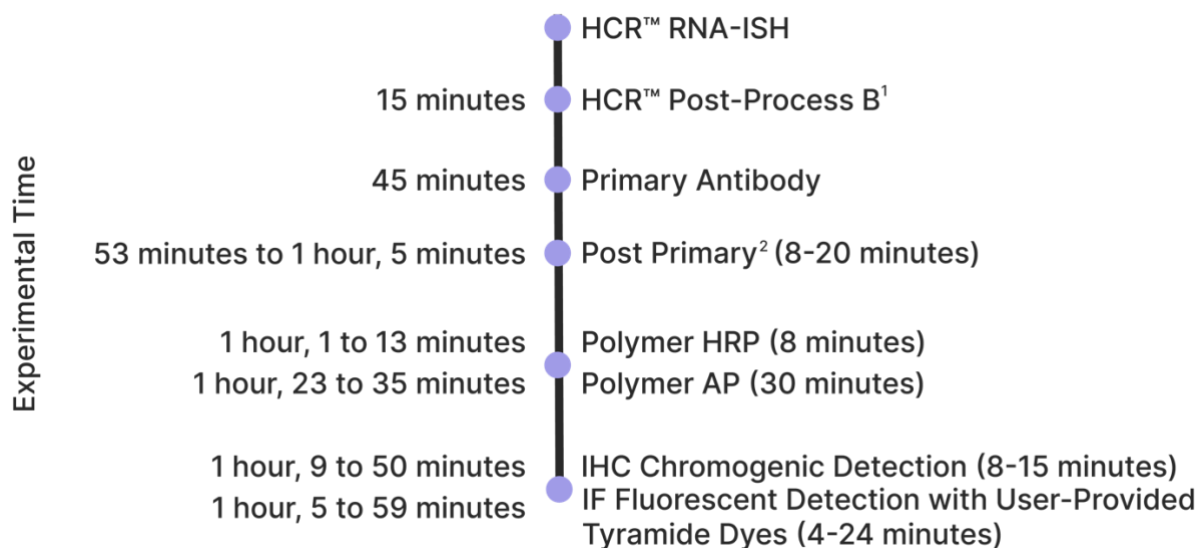 Experimental Time
HCR™ RNA-ISH
15 minutes HCR™ Post-Process B¹
45 minutes Primary Antibody
53 minutes to 1 hour, 5 minutes Post Primary² (8-20 minutes)
1 hour, 1 to 13 minutes Polymer HRP (8 minutes)
1 hour, 23 to 35 minutes Polymer AP (30 minutes)
1 hour, 9 to 50 minutes IHC Chromogenic Detection (8-15 minutes)
1 hour, 5 to 59 minutes IF Fluorescent Detection with User-Provided
Tyramide Dyes (4-24 minutes)